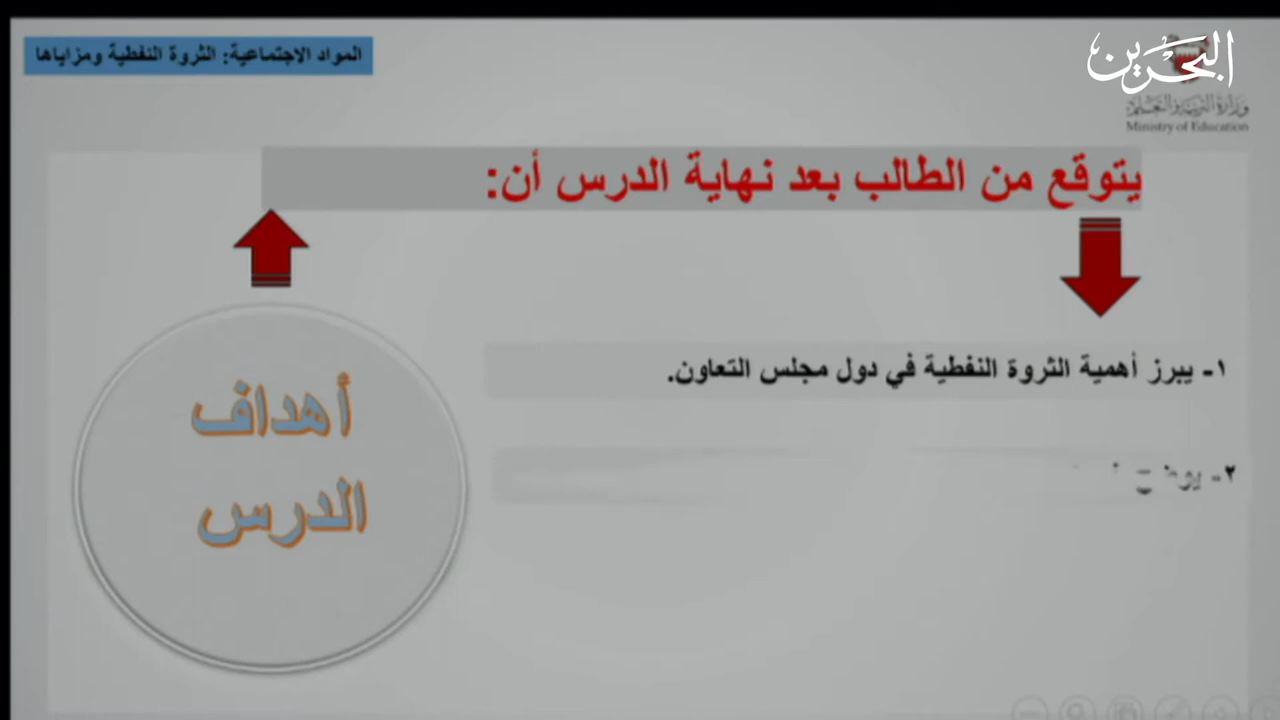 المواد الاجتماعية: الثروة النفطية ومزاياها
البحرين
وزارة التربية والتعليم
Ministry of Education
يتوقع من الطالب بعد نهاية الدرس أن:
أهداف
الدرس
١- يبرز أهمية الثروة النفطية في دول مجلس التعاون.
٢-